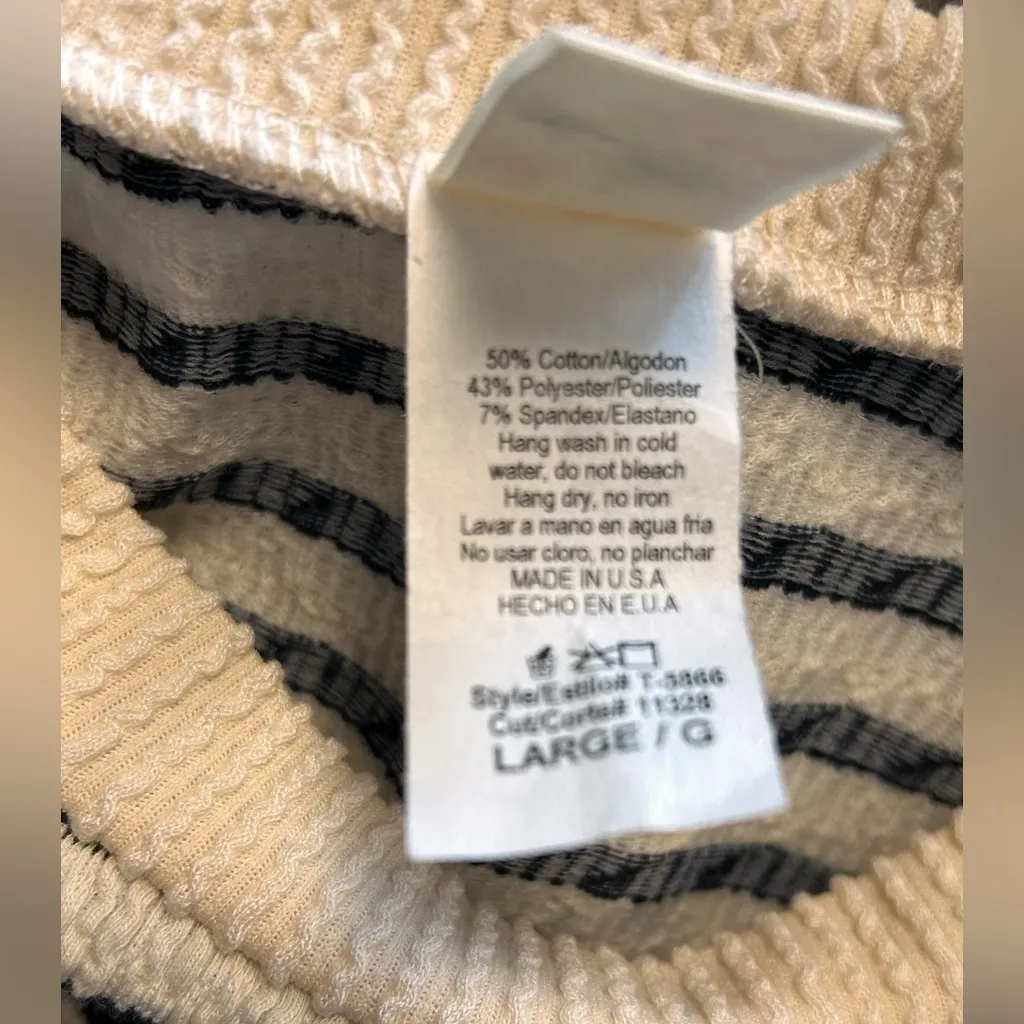 50% Cotton/Algodon
43% Polyester/Poliester
7% Spandex/Elastano
Hang wash in cold
water, do not bleach
Hang dry, no iron
Lavar a mano en agua fria
No usar cloro, no planchar
MADE IN U.S.A
HECHO EN E.U.A
Style/Estilo# T-5866
Cut/Corte# 11328
LARGE / G